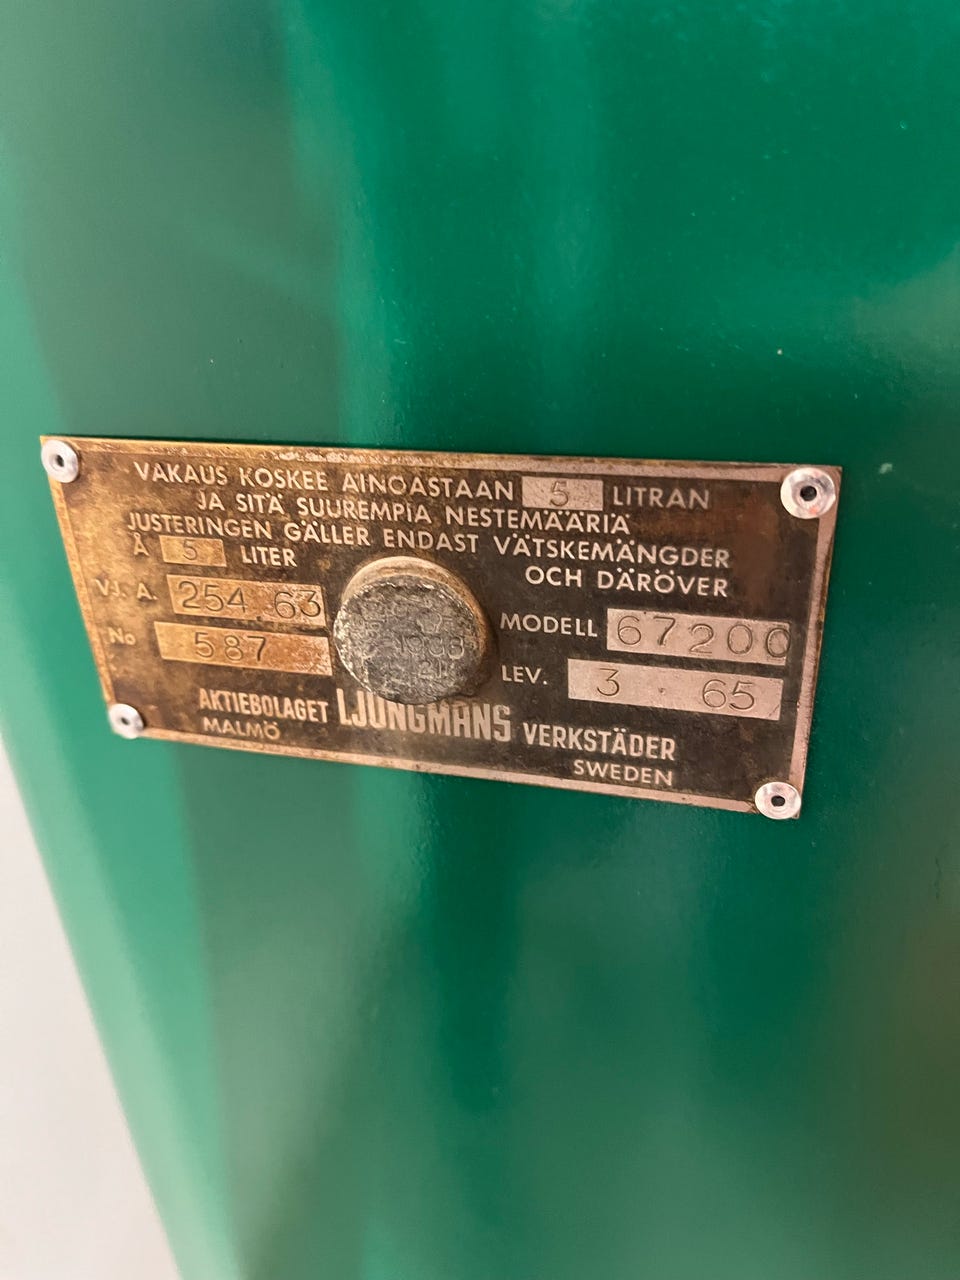 VAKAUS KOSKEE AINOASTAAN 5 LITRAN
JA SITÄ SUUREMPIA NESTEMÄÄRIÄ
JUSTERINGEN GÄLLER ENDAST VÄTSKEMÄNGDER
Å 5 LITER OCH DÄRÖVER
VJ. A. 254 63
No 587
MODELL 67200
LEV. 3 . 65
AKTIEBOLAGET LJUNGMANS VERKSTÄDER
MALMÖ SWEDEN